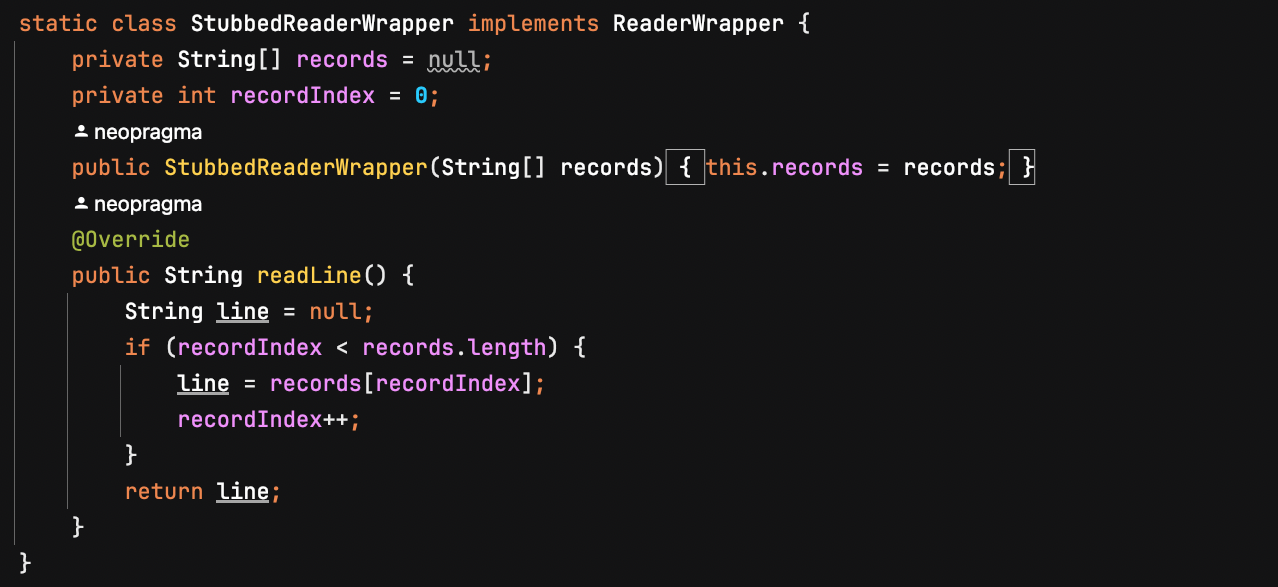 static class StubbedReaderWrapper implements ReaderWrapper {
    private String[] records = null;
    private int recordIndex = 0;
    neopragma
    public StubbedReaderWrapper(String[] records) { this.records = records; }
    neopragma
    @Override
    public String readLine() {
        String line = null;
        if (recordIndex < records.length) {
            line = records[recordIndex];
            recordIndex++;
        }
        return line;
    }
}